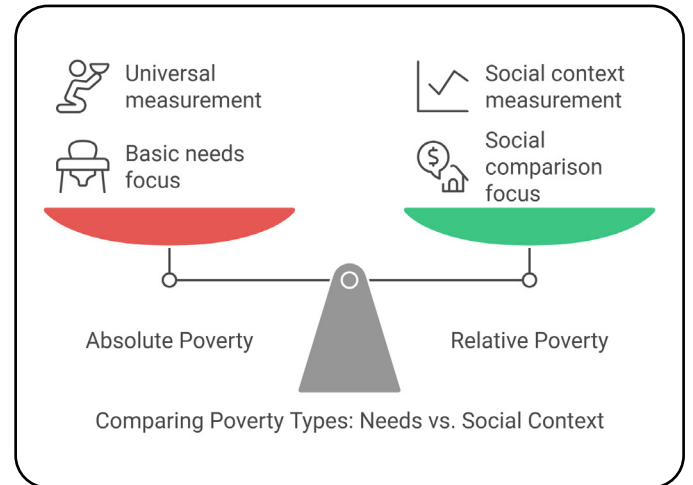 Universal
measurement
Basic needs
focus
Social context
measurement
$
Social
comparison
focus
Absolute Poverty
Relative Poverty
Comparing Poverty Types: Needs vs. Social Context